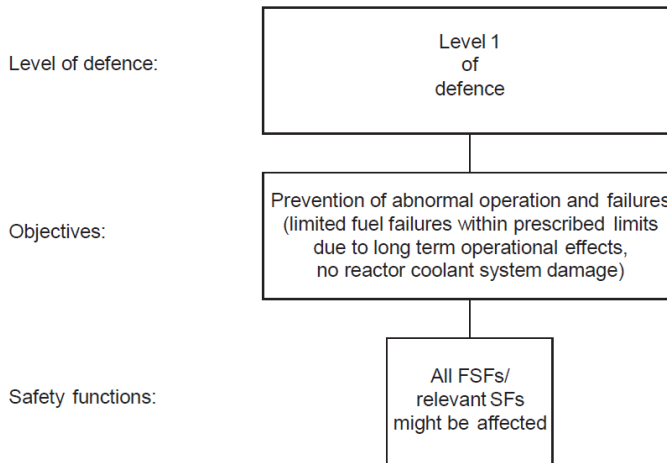 Level of defence:
Level 1
of
defence
Objectives:
Prevention of abnormal operation and failures
(limited fuel failures within prescribed limits
due to long term operational effects,
no reactor coolant system damage)
Safety functions:
All FSFs/
relevant SFs
might be affected